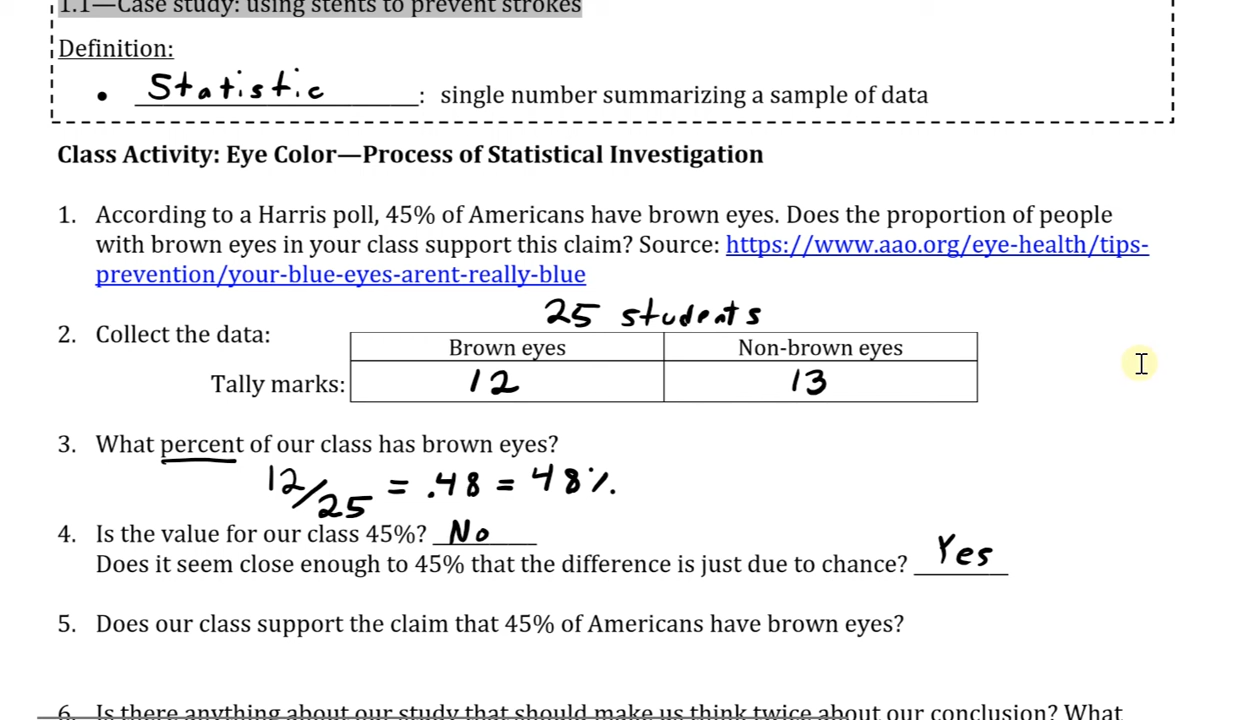 1.1—Case study: using stents to prevent strokes
Definition:
• Statistic: single number summarizing a sample of data
Class Activity: Eye Color—Process of Statistical Investigation
1. According to a Harris poll, 45% of Americans have brown eyes. Does the proportion of people
with brown eyes in your class support this claim? Source: https://www.aao.org/eye-health/tips-
prevention/your-blue-eyes-arent-really-blue
25 students
2. Collect the data:
Brown eyes Non-brown eyes
Tally marks: 12 13
3. What percent of our class has brown eyes?
12/25 = .48 = 48%.
4. Is the value for our class 45%? No
Does it seem close enough to 45% that the difference is just due to chance? Yes
5. Does our class support the claim that 45% of Americans have brown eyes?
6. Is there anything about our study that should make us think twice about our conclusion? What